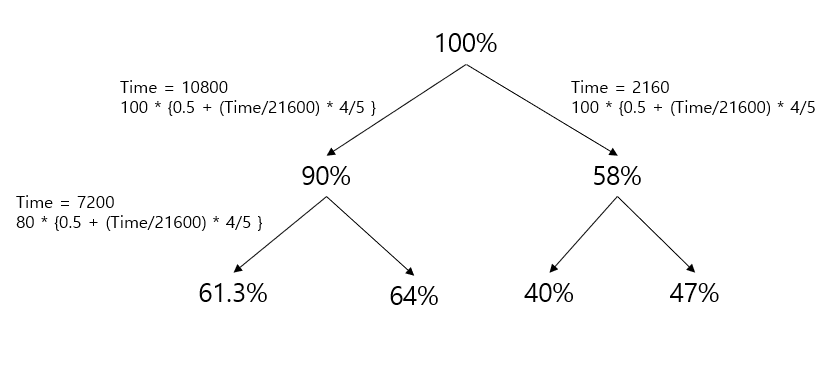 100%
Time = 10800
100 * {0.5 + (Time/21600) * 4/5 }
Time = 2160
100 * {0.5 + (Time/21600) * 4/5
90%
58%
Time = 7200
80 * {0.5 + (Time/21600) * 4/5 }
61.3%
64%
40%
47%